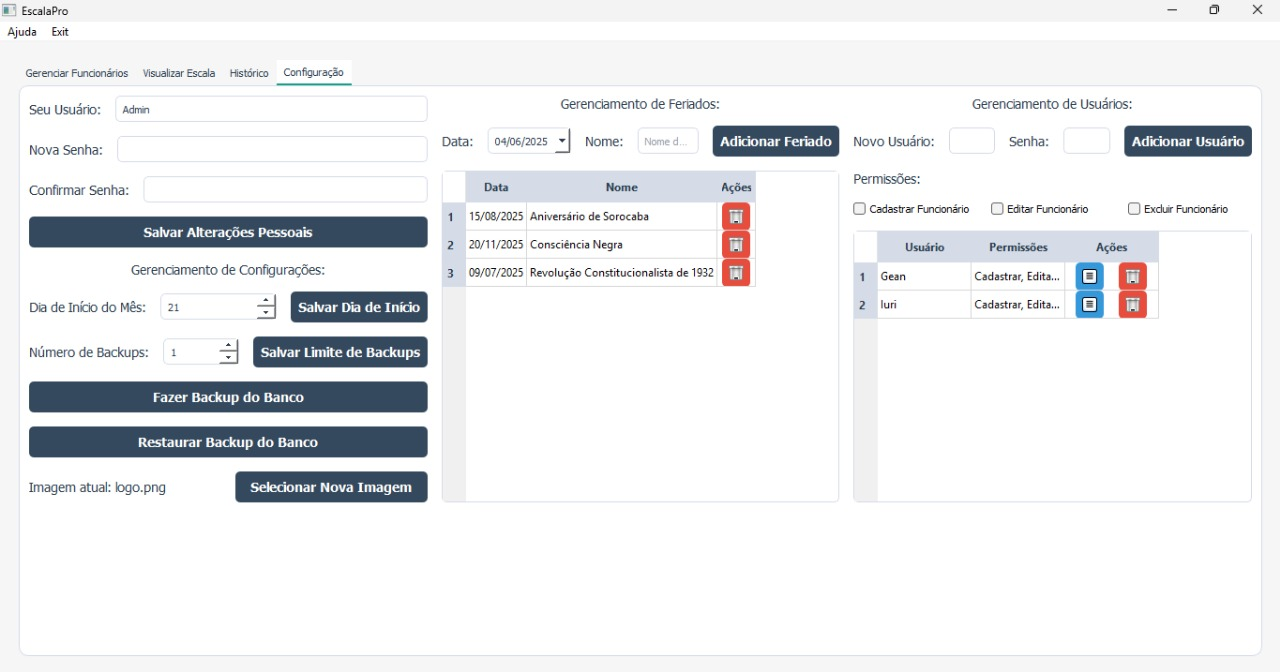 EscalaPro
Ajuda Exit
Gerenciar Funcionários Visualizar Escala Histórico Configuração
Seu Usuário: Admin
Nova Senha:
Confirmar Senha:
Salvar Alterações Pessoais
Gerenciamento de Configurações:
Dia de Início do Mês: 21 Salvar Dia de Início
Número de Backups: 1 Salvar Limite de Backups
Fazer Backup do Banco
Restaurar Backup do Banco
Imagem atual: logo.png Selecionar Nova Imagem
Gerenciamento de Feriados:
Data: 04/06/2025 Nome: Nome d... Adicionar Feriado
Data Nome Ações
1 15/08/2025 Aniversário de Sorocaba
2 20/11/2025 Consciência Negra
3 09/07/2025 Revolução Constitucionalista de 1932
Gerenciamento de Usuários:
Novo Usuário: Senha: Adicionar Usuário
Permissões:
Cadastrar Funcionário Editar Funcionário Excluir Funcionário
Usuário Permissões Ações
1 Gean Cadastrar, Edita...
2 Iuri Cadastrar, Edita...